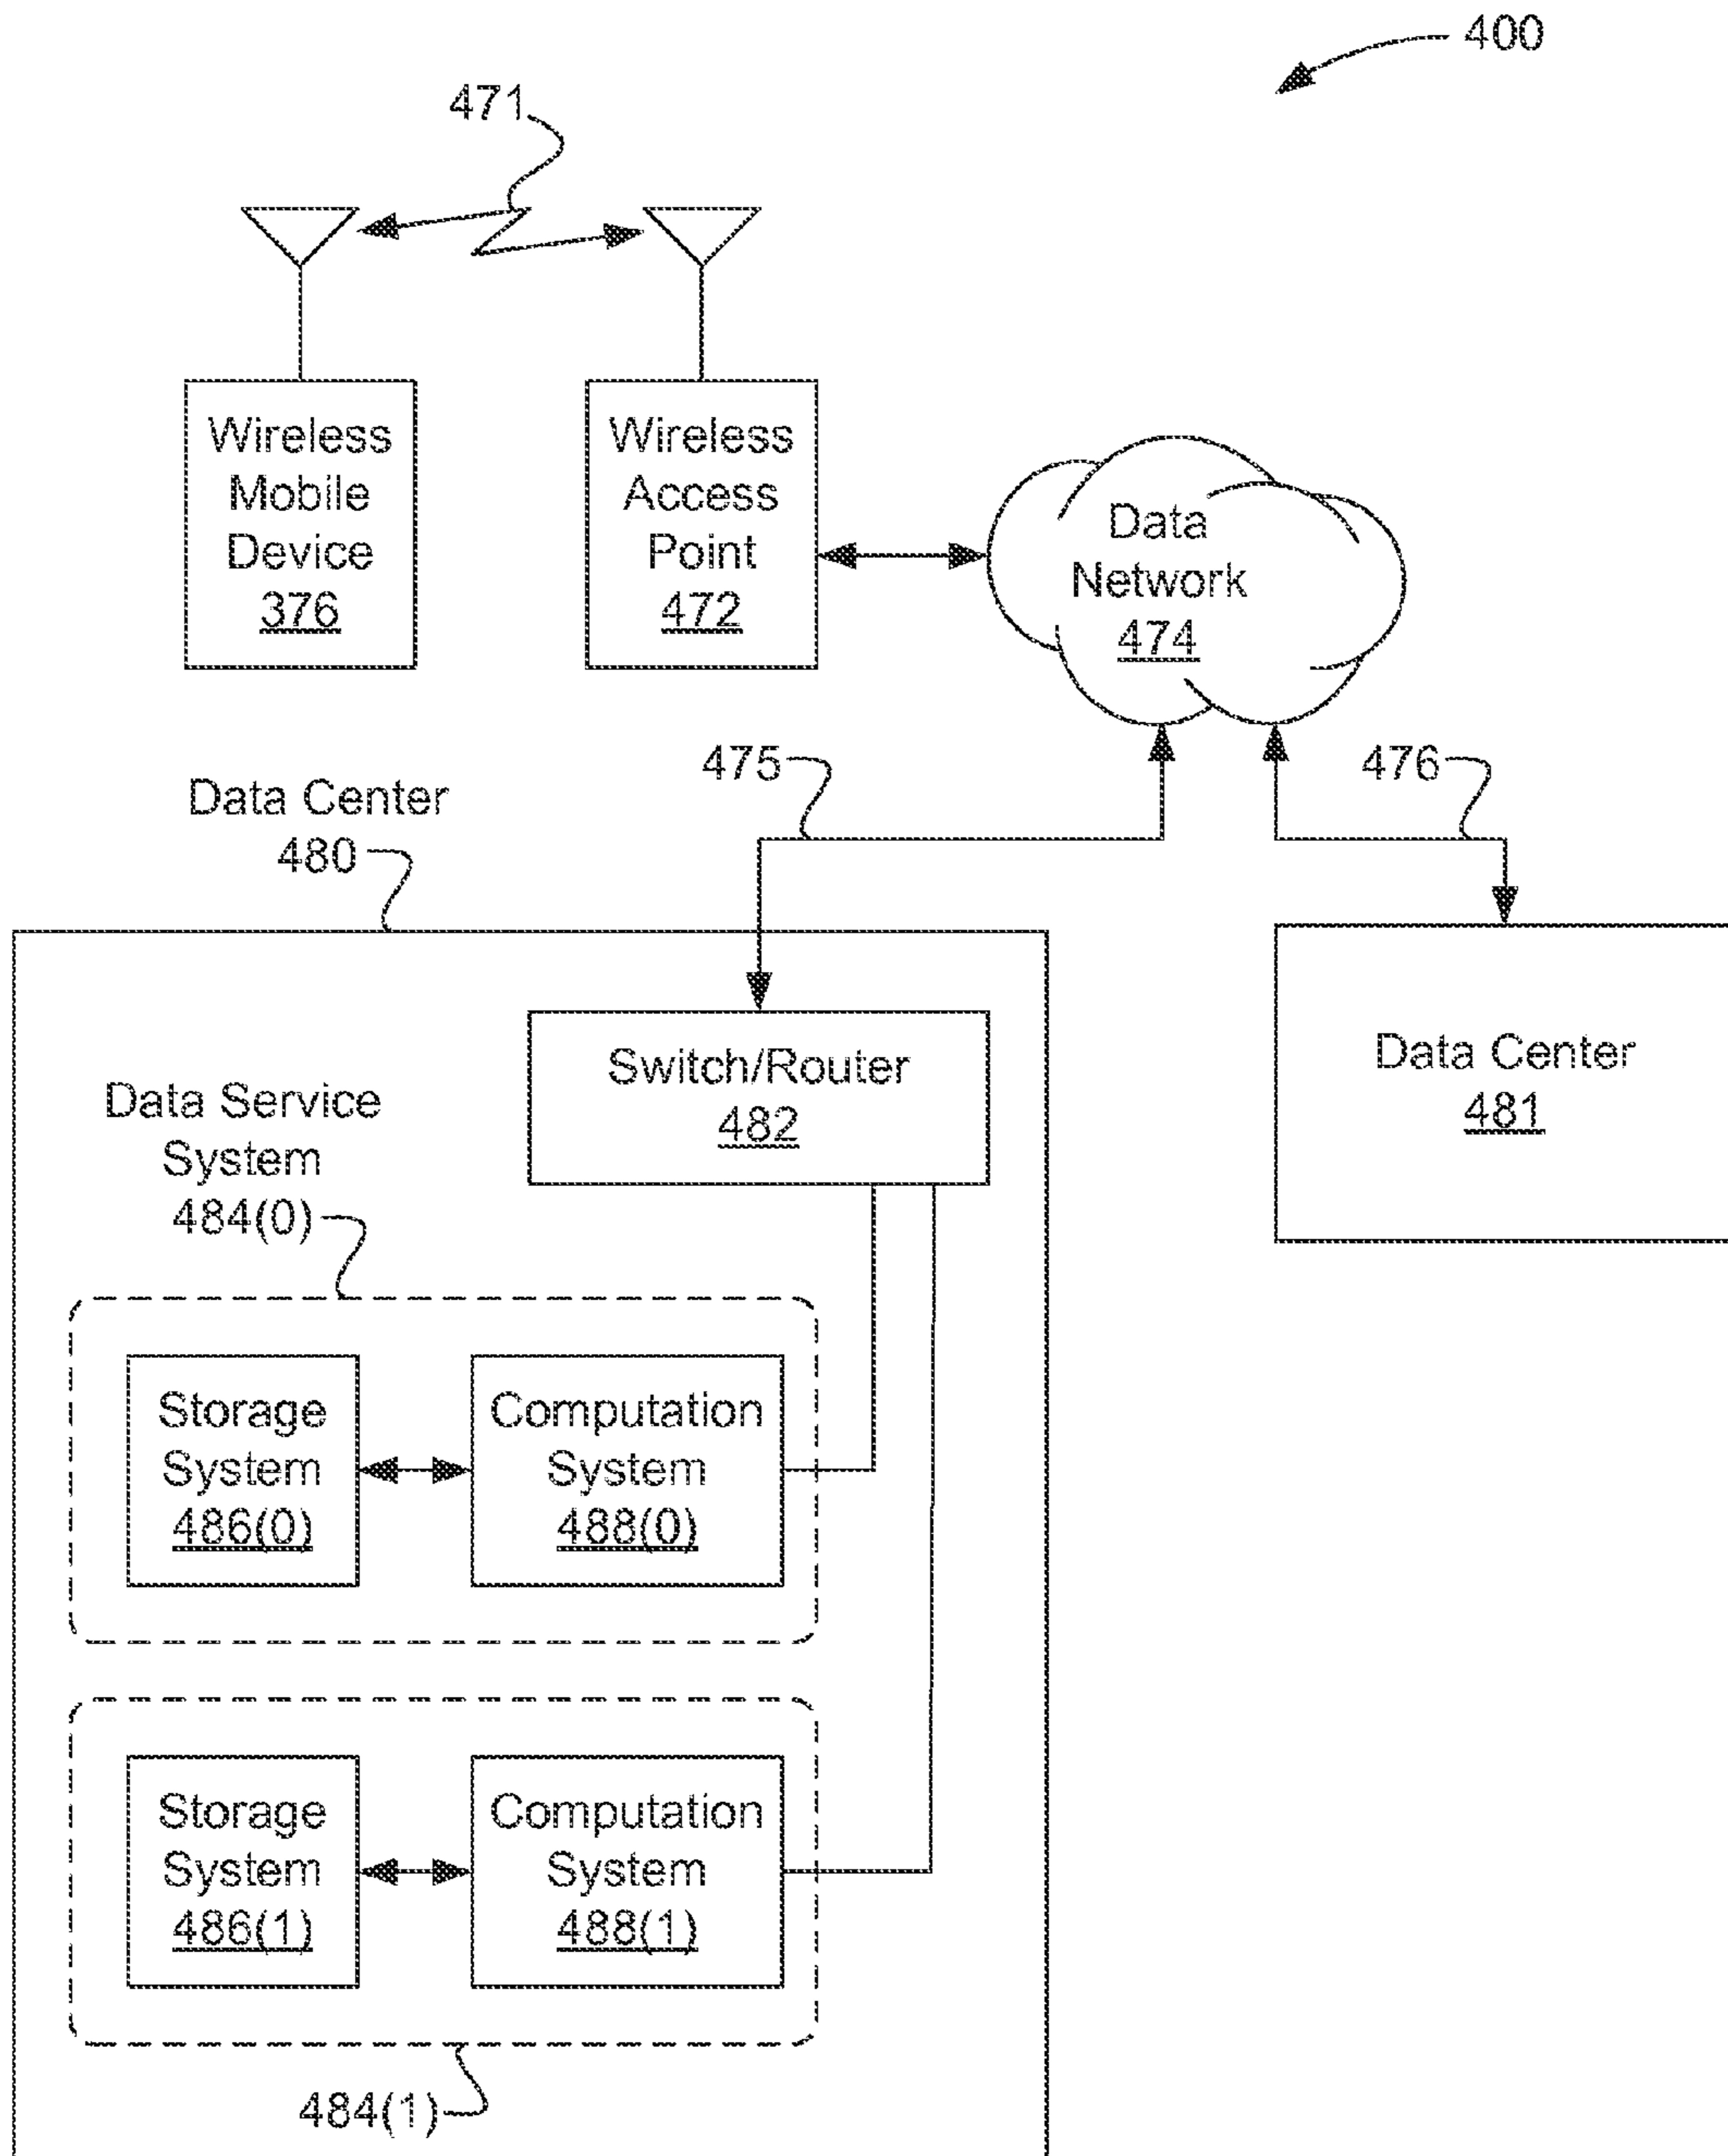 400
471
Wireless
Mobile
Device
376
Wireless
Access
Point
472
Data
Network
474
475
476
Data Center
480
Switch/Router
482
Data Center
481
Data Service
System
484(0)
Storage
System
486(0)
Computation
System
488(0)
Storage
System
486(1)
Computation
System
488(1)
484(1)